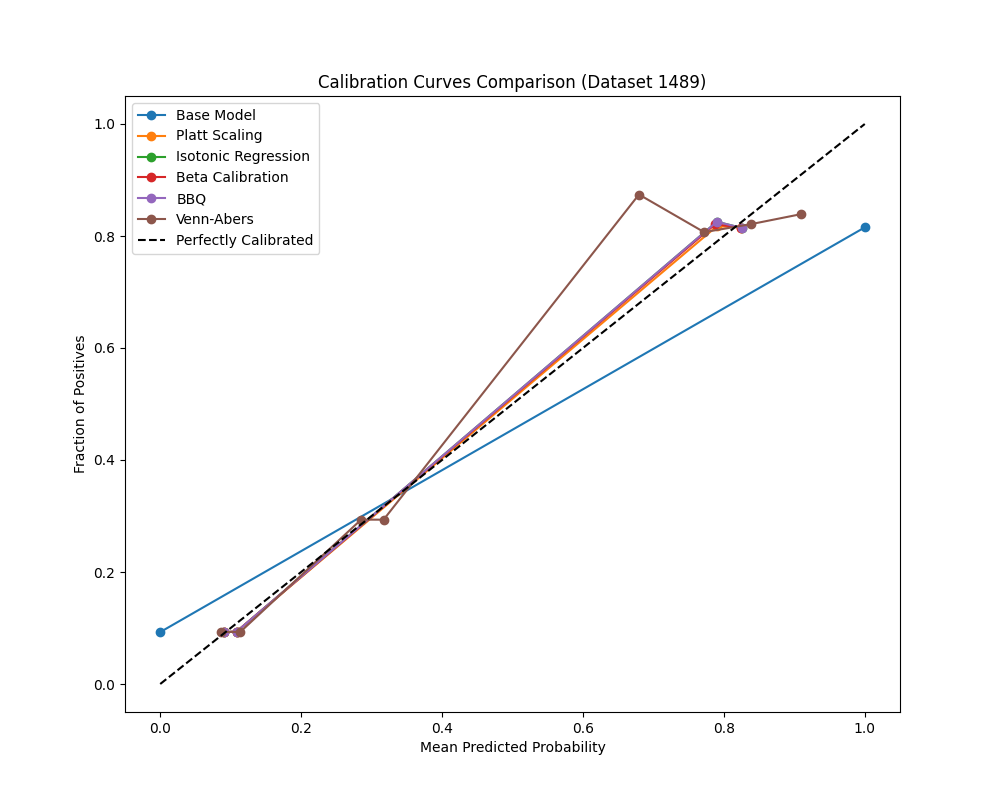 Calibration Curves Comparison (Dataset 1489)
Base Model
Platt Scaling
Isotonic Regression
Beta Calibration
BBQ
Venn-Abers
Perfectly Calibrated
1.0
0.8
0.6
0.4
0.2
0.0
Fraction of Positives
0.0 0.2 0.4 0.6 0.8 1.0
Mean Predicted Probability